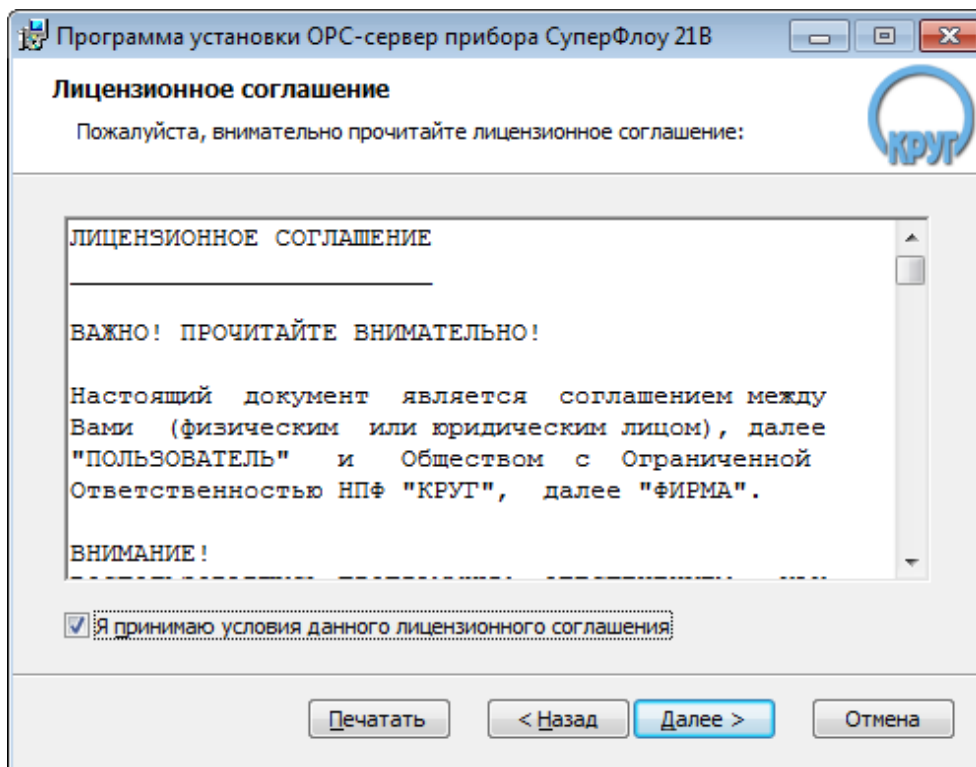 Программа установки OPC-сервер прибора СуперФлоу 21В
Лицензионное соглашение
Пожалуйста, внимательно прочитайте лицензионное соглашение:
КРУГ
ЛИЦЕНЗИОННОЕ СОГЛАШЕНИЕ
ВАЖНО! ПРОЧИТАЙТЕ ВНИМАТЕЛЬНО!
Настоящий документ является соглашением между
Вами (физическим или юридическим лицом), далее
"ПОЛЬЗОВАТЕЛЬ" и Обществом с Ограниченной
Ответственностью НПФ "КРУГ", далее "ФИРМА".
ВНИМАНИЕ!
Я принимаю условия данного лицензионного соглашения
Печатать
< Назад
Далее >
Отмена